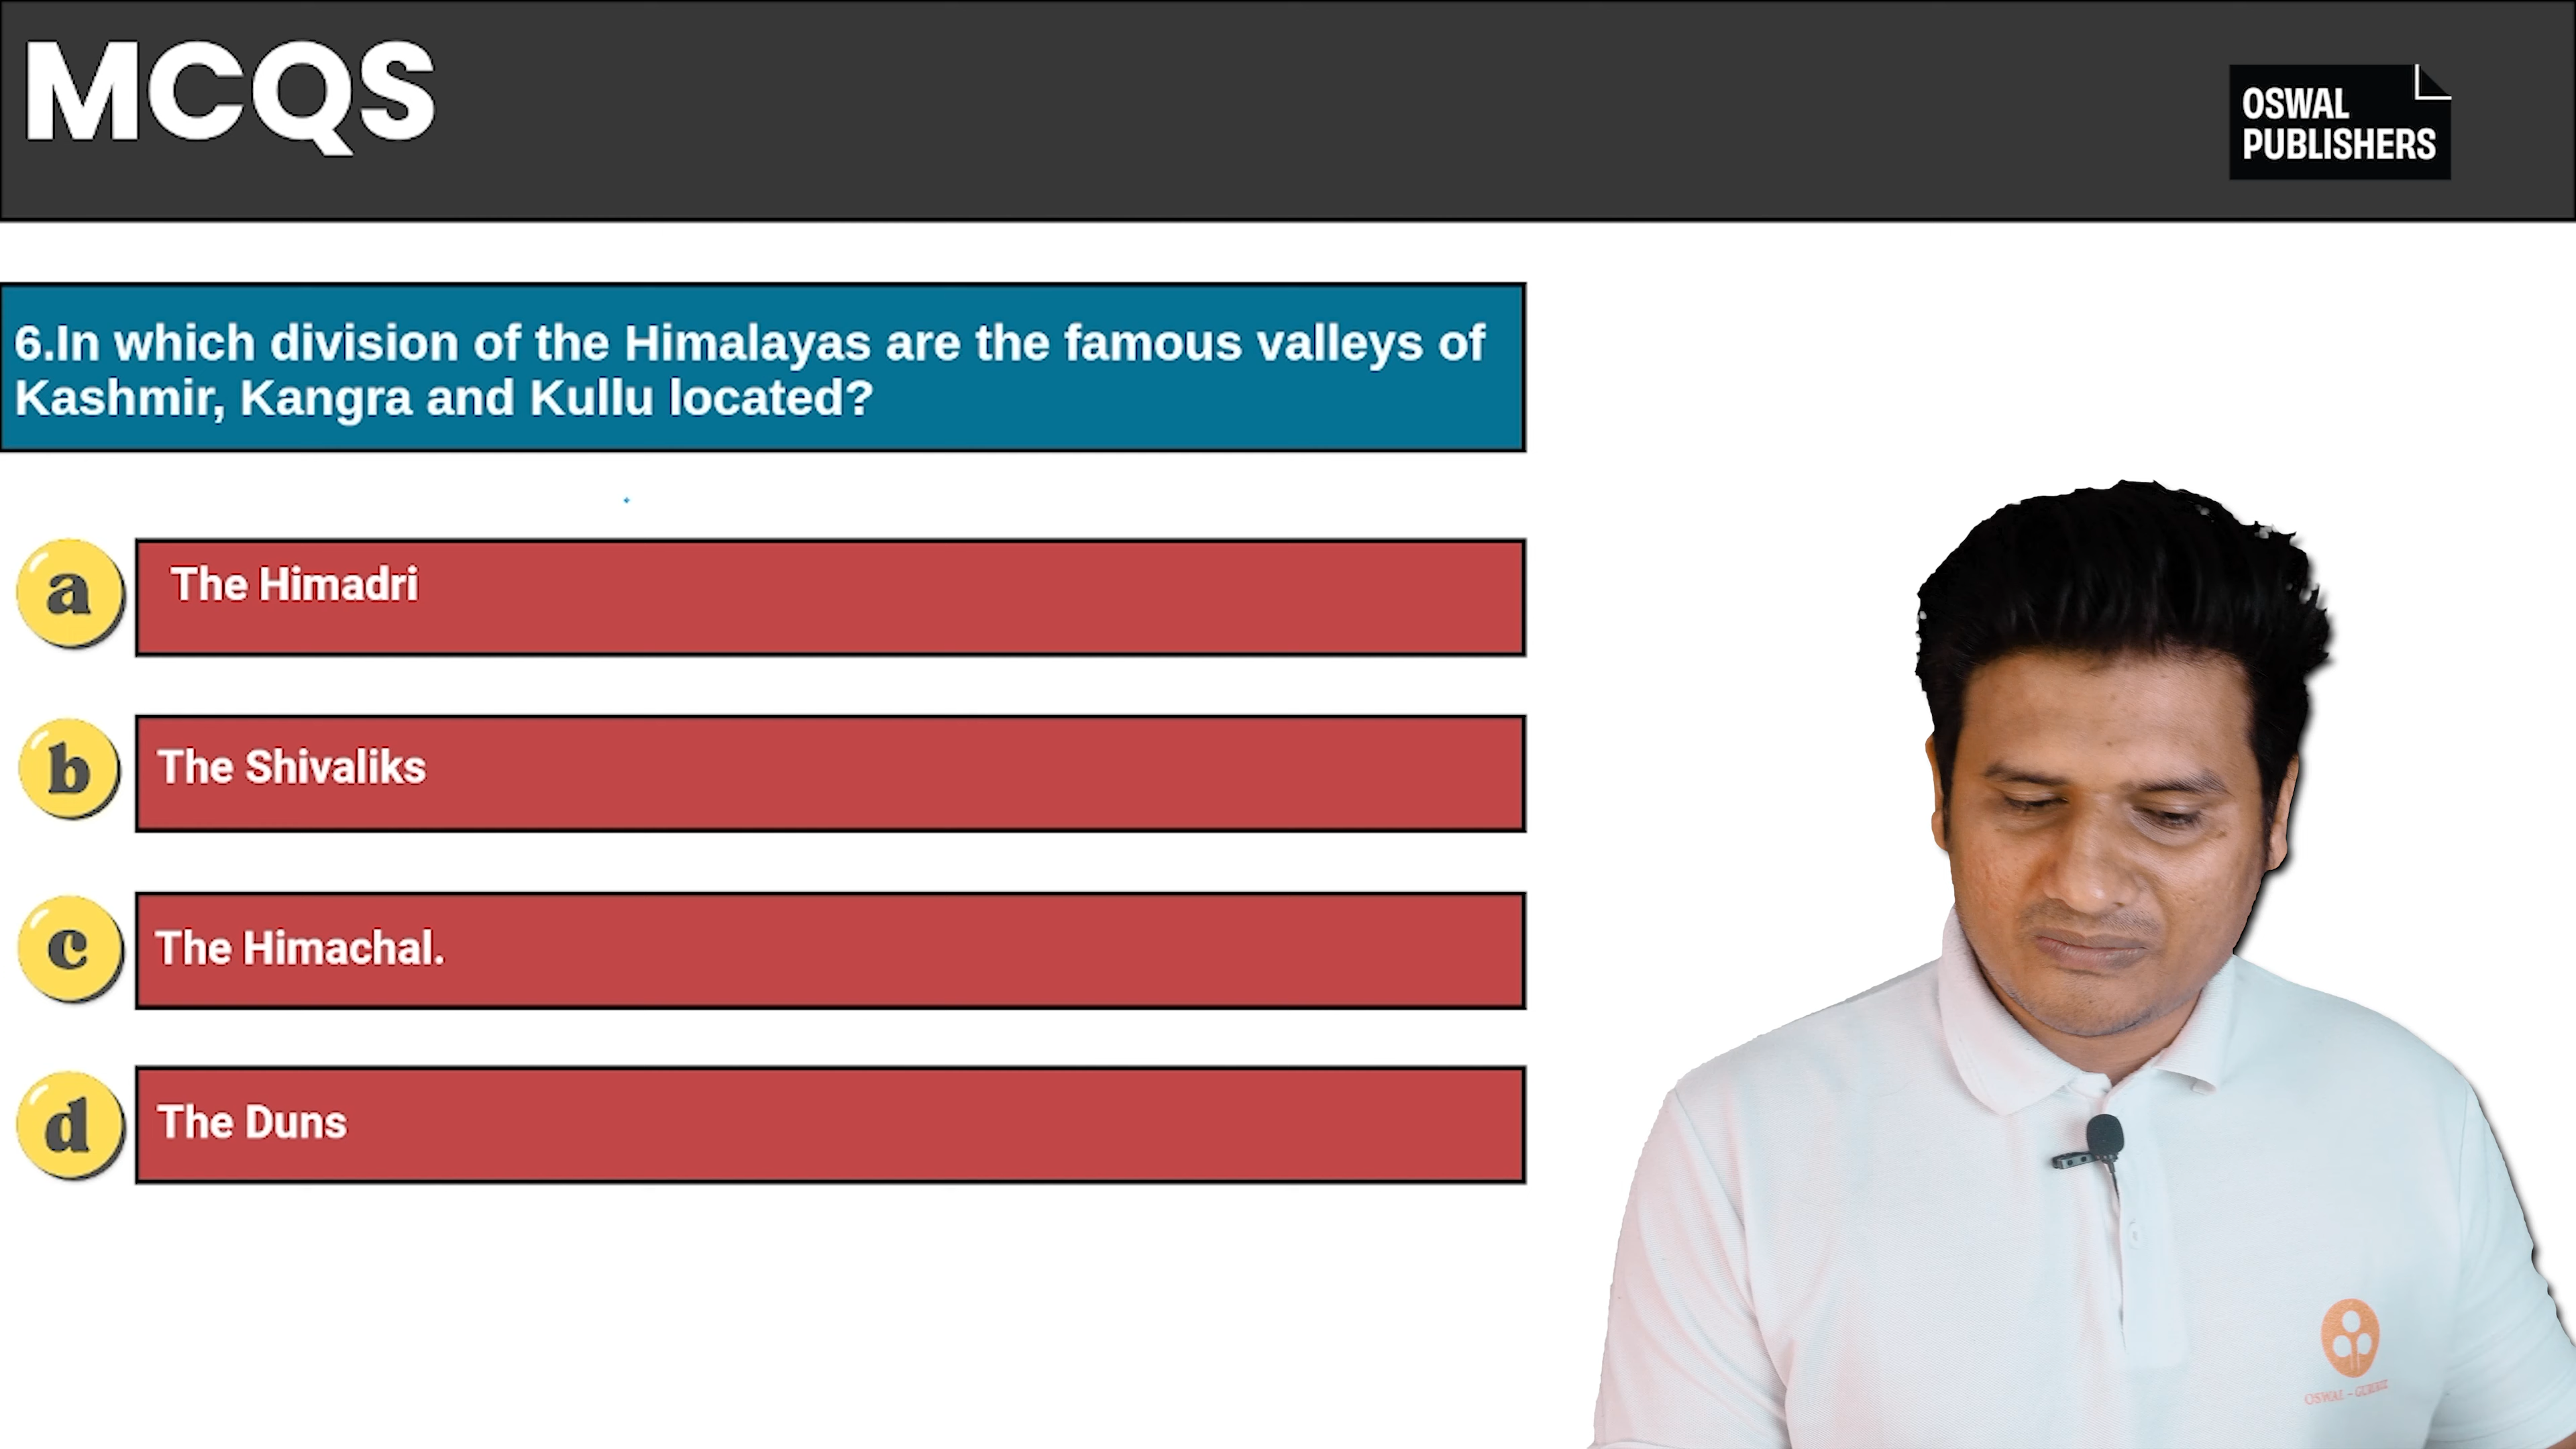 MCQS
OSWAL
PUBLISHERS
6.In which division of the Himalayas are the famous valleys of
Kashmir, Kangra and Kullu located?
a
The Himadri
b
The Shivaliks
c
The Himachal.
d
The Duns
OSWAL -